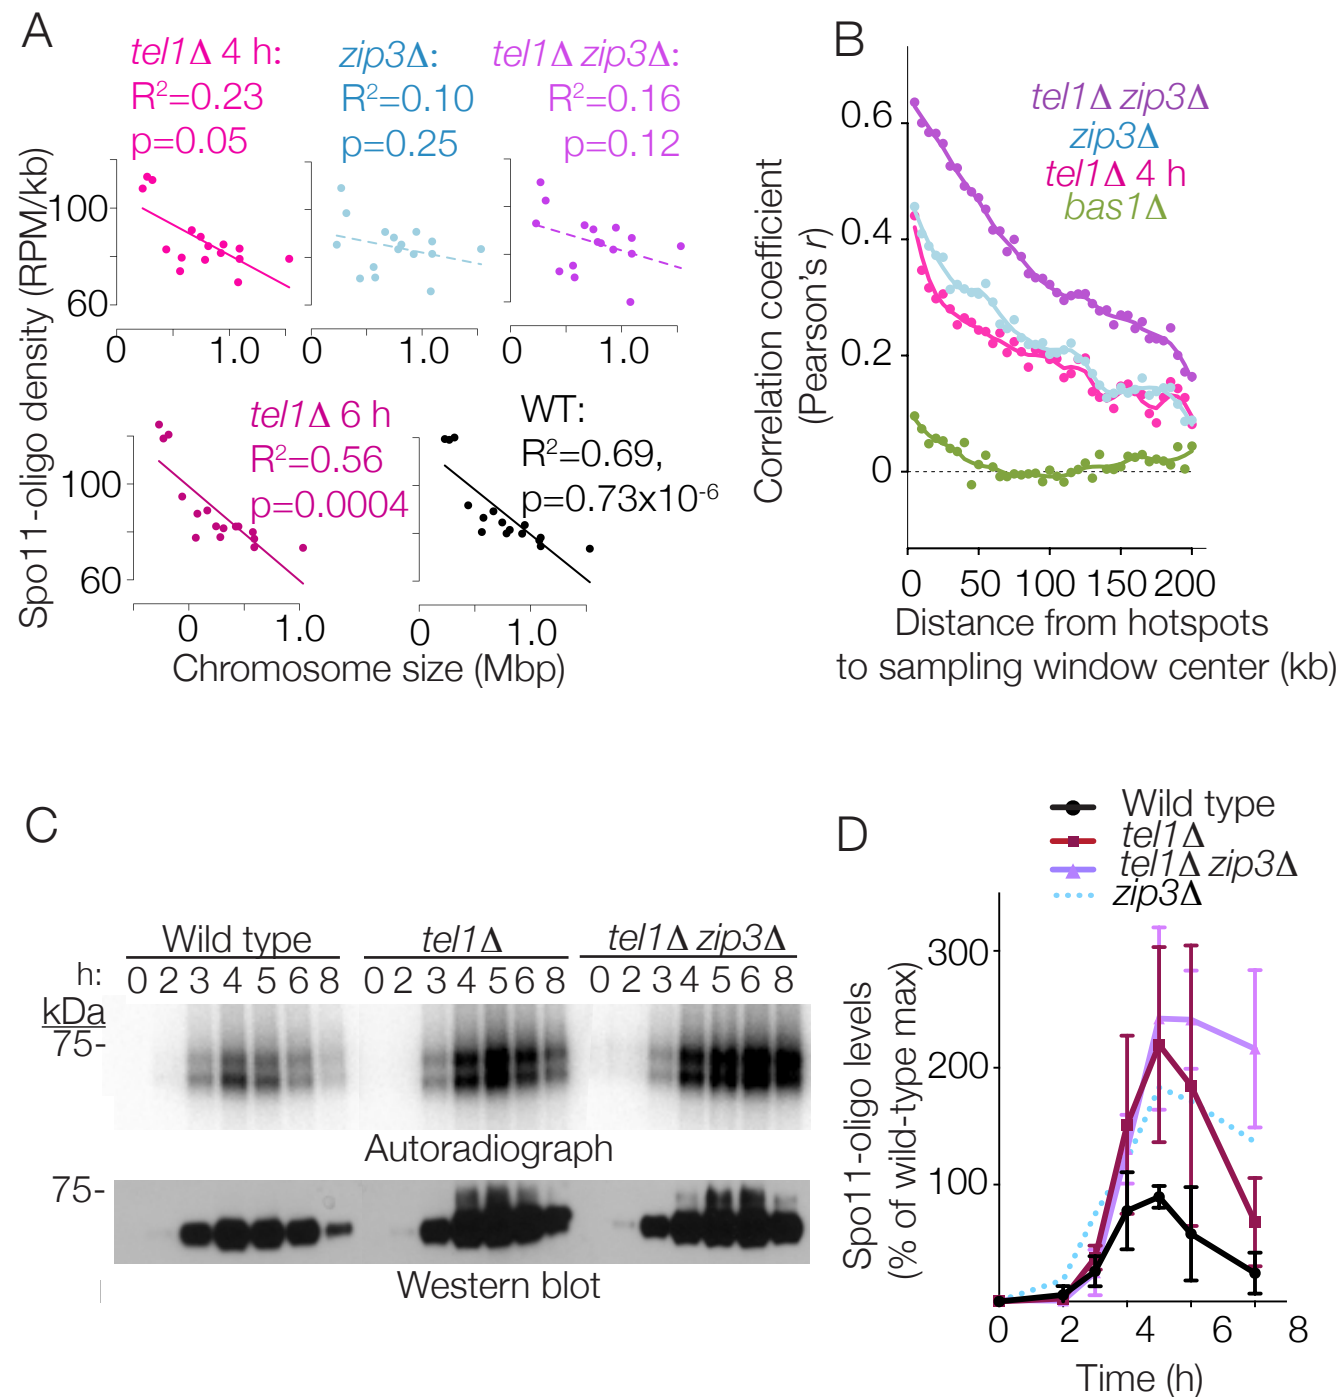 A
tel1Δ 4 h:
R²=0.23
p=0.05
zip3Δ:
R²=0.10
p=0.25
tel1Δ zip3Δ:
R²=0.16
p=0.12
Spo11-oligo density (RPM/kb)
100
60
0 1.0
0 1.0
0 1.0
tel1Δ 6 h
R²=0.56
p=0.0004
WT:
R²=0.69,
p=0.73x10⁻⁶
100
60
0 1.0
0 1.0
Chromosome size (Mbp)
B
tel1Δ zip3Δ
zip3Δ
tel1Δ 4 h
bas1Δ
Correlation coefficient
(Pearson's r)
0.6
0.4
0.2
0
0 50 100 150 200
Distance from hotspots
to sampling window center (kb)
C
Wild type tel1Δ tel1Δ zip3Δ
h: 0 2 3 4 5 6 8 0 2 3 4 5 6 8 0 2 3 4 5 6 8
kDa
75-
Autoradiograph
75-
Western blot
D
Wild type
tel1Δ
tel1Δ zip3Δ
zip3Δ
Spo11-oligo levels
(% of wild-type max)
300
200
100
0 2 4 6 8
Time (h)